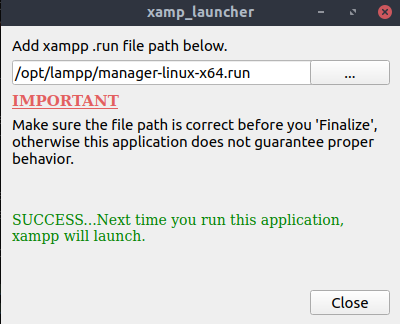 xamp_launcher
Add xampp .run file path below.
/opt/lampp/manager-linux-x64.run
...
IMPORTANT
Make sure the file path is correct before you 'Finalize',
otherwise this application does not guarantee proper
behavior.
SUCCESS...Next time you run this application,
xampp will launch.
Close